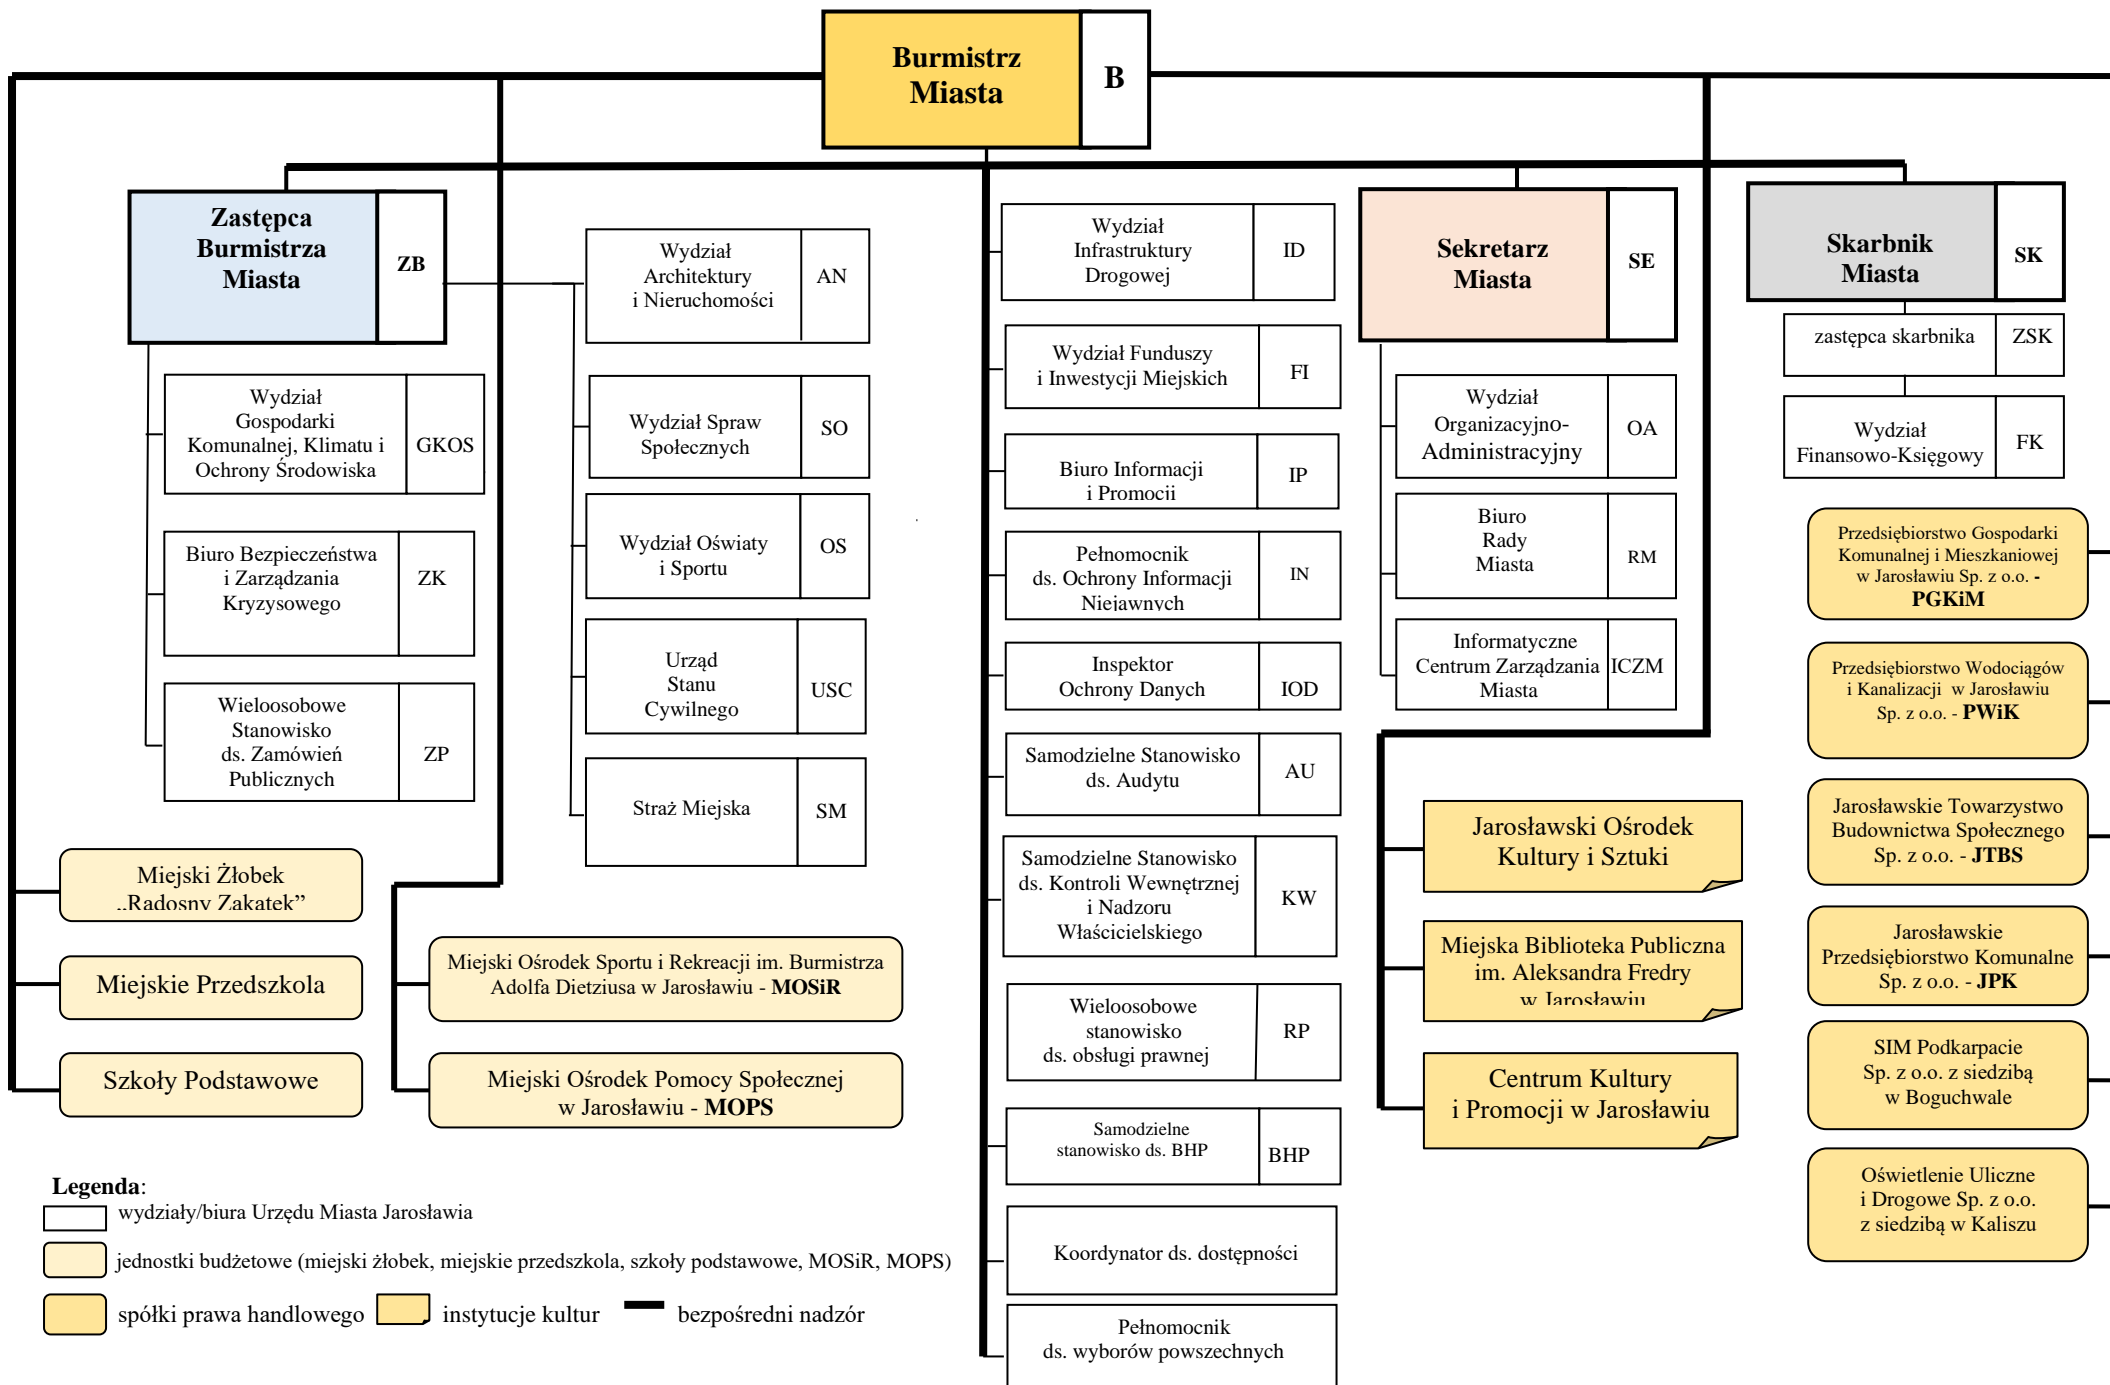 Burmistrz
Miasta
B
Zastępca
Burmistrza
Miasta
ZB
Wydział
Gospodarki
Komunalnej, Klimatu i
Ochrony Środowiska
GKOS
Biuro Bezpieczeństwa
i Zarządzania
Kryzysowego
ZK
Wieloosobowe
Stanowisko
ds. Zamówień
Publicznych
ZP
Wydział
Architektury
i Nieruchomości
AN
Wydział Spraw
Społecznych
SO
Wydział Oświaty
i Sportu
OS
Urząd
Stanu
Cywilnego
USC
Straż Miejska
SM
Wydział
Infrastruktury
Drogowej
ID
Wydział Funduszy
i Inwestycji Miejskich
FI
Biuro Informacji
i Promocji
IP
Pełnomocnik
ds. Ochrony Informacji
Niejawnych
IN
Inspektor
Ochrony Danych
IOD
Samodzielne Stanowisko
ds. Audytu
AU
Samodzielne Stanowisko
ds. Kontroli Wewnętrznej
i Nadzoru
Właścicielskiego
KW
Wieloosobowe
stanowisko
ds. obsługi prawnej
RP
Samodzielne
stanowisko ds. BHP
BHP
Koordynator ds. dostępności
Pełnomocnik
ds. wyborów powszechnych
Sekretarz
Miasta
SE
Wydział
Organizacyjno-
Administracyjny
OA
Biuro
Rady
Miasta
RM
Informatyczne
Centrum Zarządzania
Miasta
ICZM
Skarbnik
Miasta
SK
zastępca skarbnika
ZSK
Wydział
Finansowo-Księgowy
FK
Przedsiębiorstwo Gospodarki
Komunalnej i Mieszkaniowej
w Jarosławiu Sp. z o.o. -
PGKiM
Przedsiębiorstwo Wodociągów
i Kanalizacji w Jarosławiu
Sp. z o.o. - PWiK
Jarosławskie Towarzystwo
Budownictwa Społecznego
Sp. z o.o. - JTBS
Jarosławskie
Przedsiębiorstwo Komunalne
Sp. z o.o. - JPK
SIM Podkarpacie
Sp. z o.o. z siedzibą
w Boguchwale
Oświetlenie Uliczne
i Drogowe Sp. z o.o.
z siedzibą w Kaliszu
Jarosławski Ośrodek
Kultury i Sztuki
Miejska Biblioteka Publiczna
im. Aleksandra Fredry
w Jarosławiu
Centrum Kultury
i Promocji w Jarosławiu
Miejski Żłobek
„Radosny Zakątek”
Miejskie Przedszkola
Szkoły Podstawowe
Miejski Ośrodek Sportu i Rekreacji im. Burmistrza
Adolfa Dietziusa w Jarosławiu - MOSiR
Miejski Ośrodek Pomocy Społecznej
w Jarosławiu - MOPS
Legenda:
wydziały/biura Urzędu Miasta Jarosławia
jednostki budżetowe (miejski żłobek, miejskie przedszkola, szkoły podstawowe, MOSiR, MOPS)
spółki prawa handlowego instytucje kultur bezpośredni nadzór